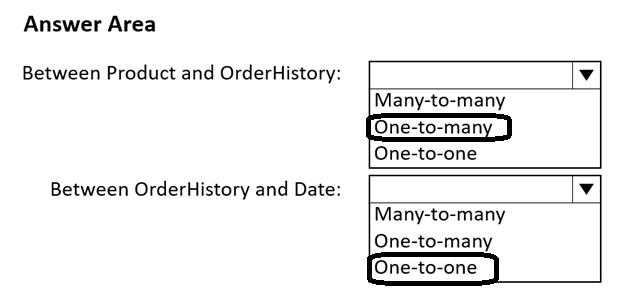 Answer Area
Between Product and OrderHistory:
Many-to-many
One-to-many
One-to-one
Between OrderHistory and Date:
Many-to-many
One-to-many
One-to-one